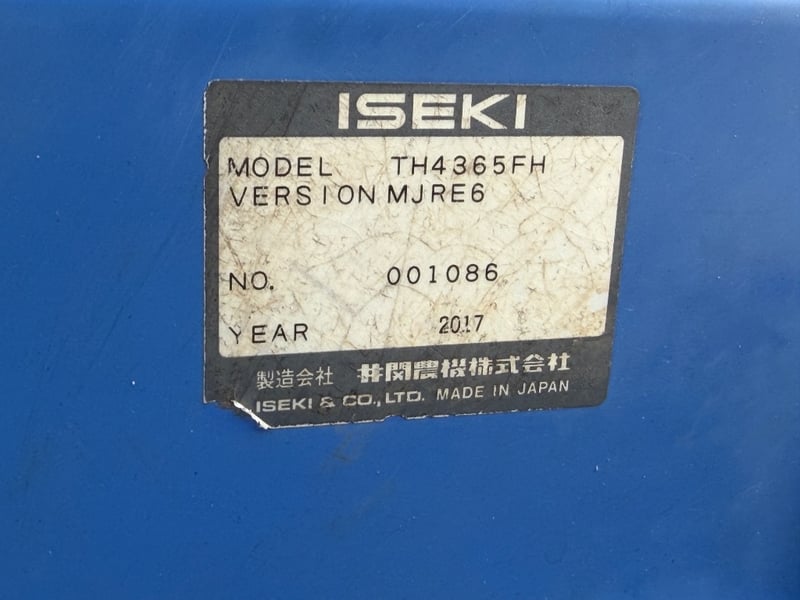 ISEKI
MODEL TH4365FH
VERSION MJRE6
NO. 001086
YEAR 2017
製造会社 井関農機株式会社
ISEKI & CO., LTD. MADE IN JAPAN